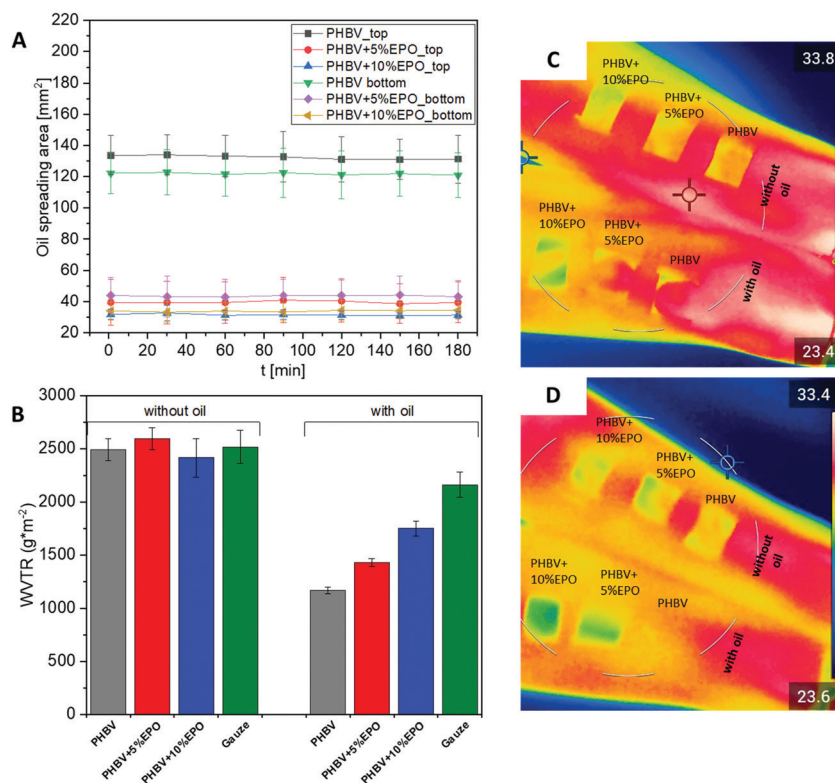 A
Oil spreading area [mm²]
220
200
180
160
140
120
100
80
60
40
20
PHBV_top
PHBV+5%EPO_top
PHBV+10%EPO_top
PHBV bottom
PHBV+5%EPO_bottom
PHBV+10%EPO_bottom
0 20 40 60 80 100 120 140 160 180
t [min]
B
WVTR (g*m⁻²)
3000
2500
2000
1500
1000
500
0
without oil
with oil
PHBV
PHBV+5%EPO
PHBV+10%EPO
Gauze
PHBV
PHBV+5%EPO
PHBV+10%EPO
Gauze
C
33.8
PHBV+
10%EPO
PHBV+
5%EPO
PHBV
without
oil
PHBV+
10%EPO
PHBV+
5%EPO
PHBV
with oil
23.4
D
33.4
PHBV+
10%EPO
PHBV+
5%EPO
PHBV
without
oil
PHBV+
10%EPO
PHBV+
5%EPO
PHBV
with oil
23.6